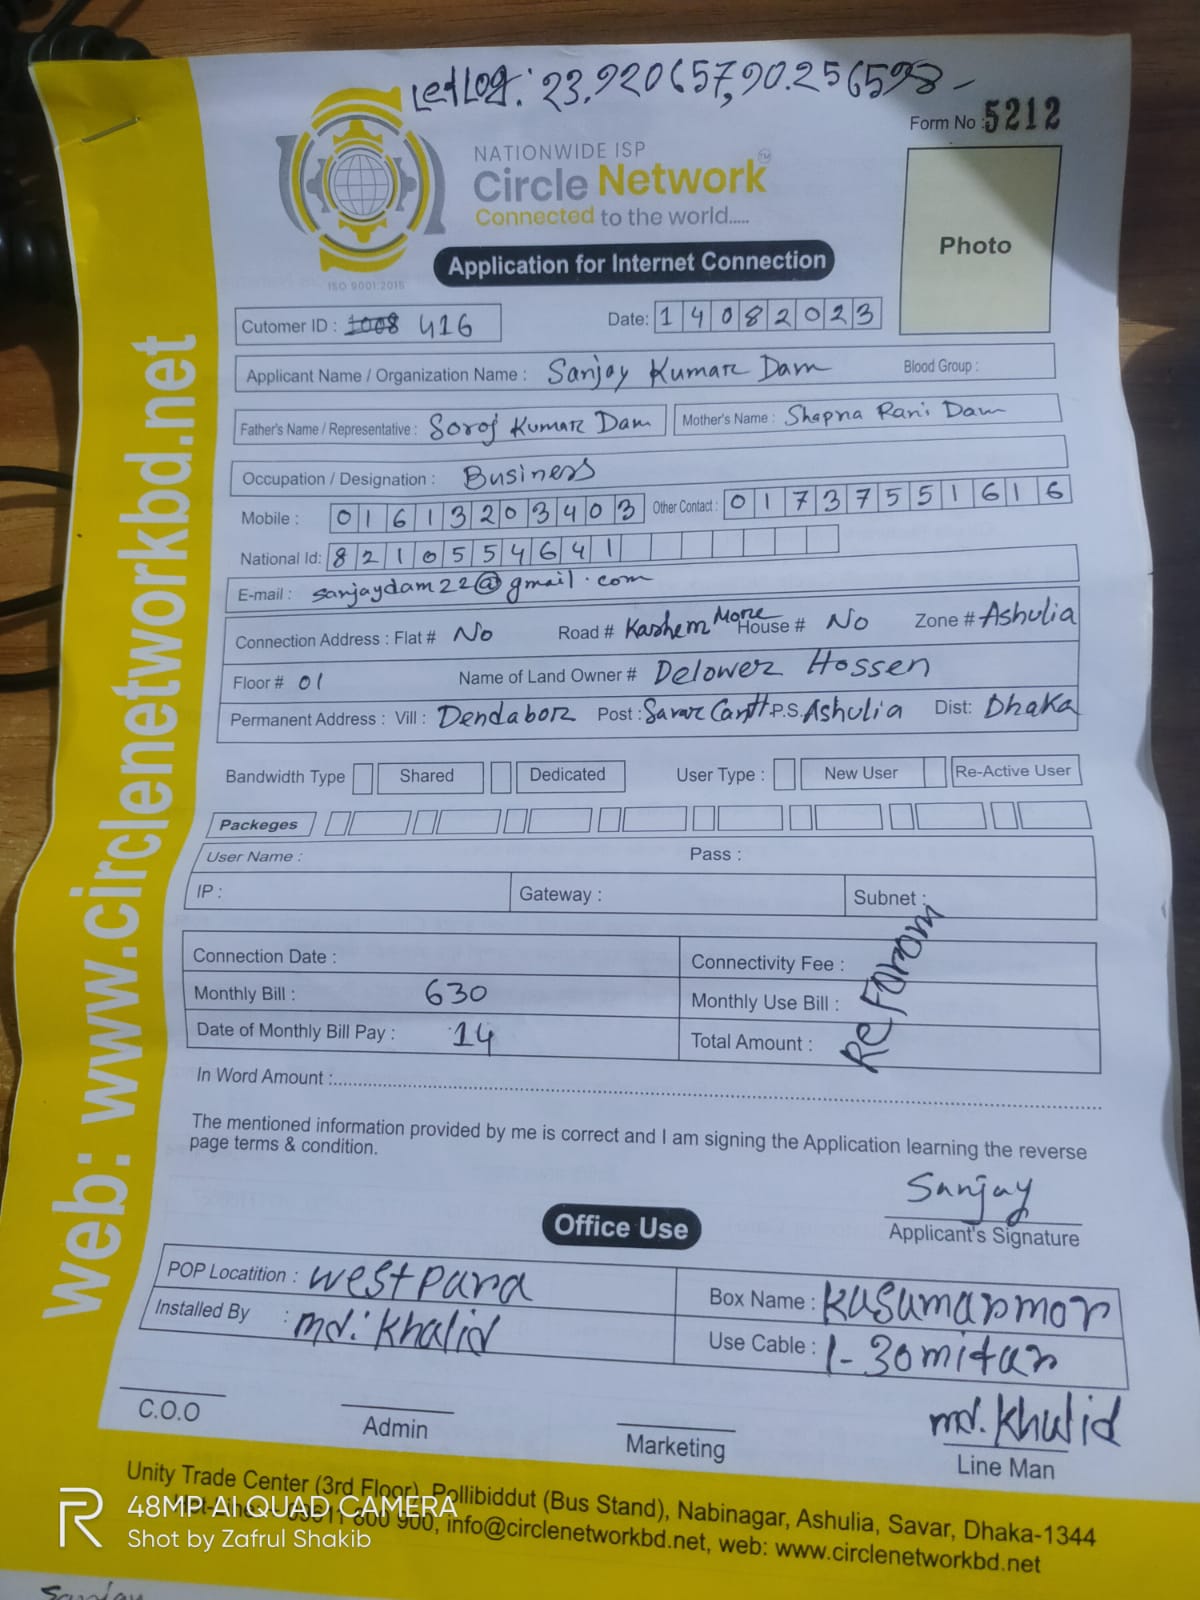 Let Log: 23.920657,90.256598
Form No : 5212
NATIONWIDE ISP
Circle Network TM
Connected to the world.....
ISO 9001:2015
Application for Internet Connection
Photo
Cutomer ID : 1008 416
Date: 14082023
Applicant Name / Organization Name : Sanjay Kumar Dam Blood Group :
Father's Name / Representative : Soroj Kumar Dam Mother's Name : Shapna Rani Dam
Occupation / Designation : Business
Mobile : 01613203403 Other Contact : 01737551616
National Id: 8210554641
E-mail : sanjaydam22@gmail.com
Connection Address : Flat # No Road # Kashem More House # No Zone # Ashulia
Floor # 01 Name of Land Owner # Delower Hossen
Permanent Address : Vill : Dendabor Post : Savar Cantt P.S. Ashulia Dist: Dhaka
Bandwidth Type Shared Dedicated User Type : New User Re-Active User
Packeges
User Name : Pass :
IP : Gateway : Subnet :
Connection Date : Connectivity Fee :
Monthly Bill : 630 Monthly Use Bill :
Date of Monthly Bill Pay : 14 Total Amount :
Re Forom
In Word Amount :
The mentioned information provided by me is correct and I am signing the Application learning the reverse
page terms & condition.
Sanjay
Applicant's Signature
Office Use
POP Locatition : westpara Box Name : Kusumarmor
Installed By : md. Khalid Use Cable : 1-30 mitar
md. Khalid
C.O.O Admin Marketing Line Man
Unity Trade Center (3rd Floor), Pollibiddut (Bus Stand), Nabinagar, Ashulia, Savar, Dhaka-1344
600 900, info@circlenetworkbd.net, web: www.circlenetworkbd.net
web: www.circlenetworkbd.net
48MP AI QUAD CAMERA
Shot by Zafrul Shakib